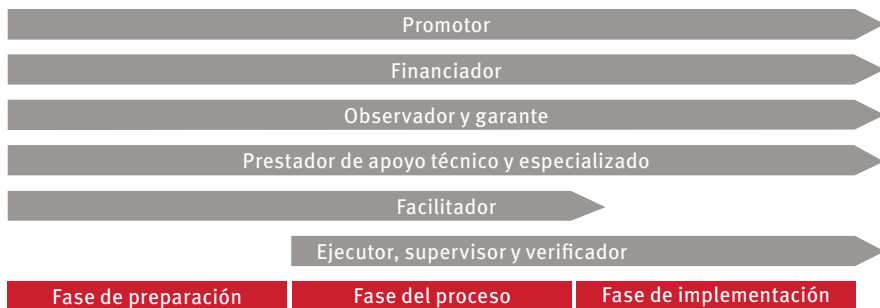 Promotor
Financiador
Observador y garante
Prestador de apoyo técnico y especializado
Facilitador
Ejecutor, supervisor y verificador
Fase de preparación
Fase del proceso
Fase de implementación